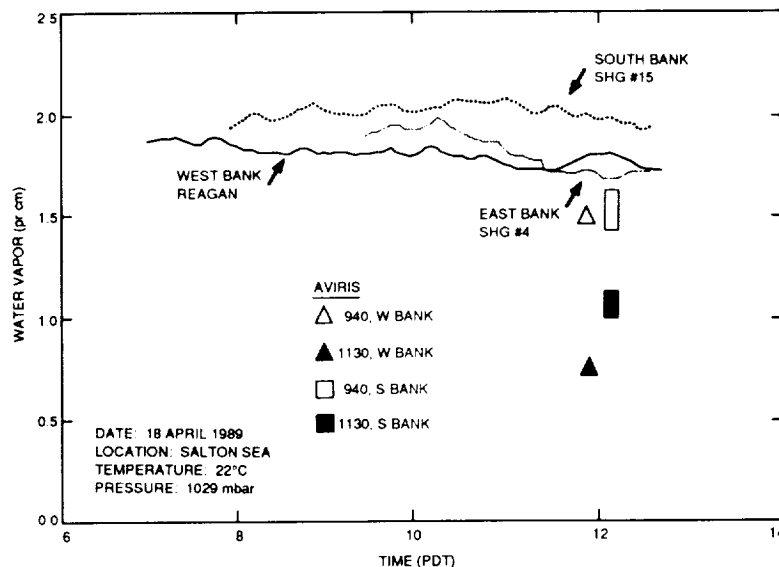 SOUTH BANK
SHG #15
WEST BANK
REAGAN
EAST BANK
SHG #4
AVIRIS
940, W BANK
1130, W BANK
940, S BANK
1130, S BANK
DATE: 18 APRIL 1989
LOCATION: SALTON SEA
TEMPERATURE: 22°C
PRESSURE: 1029 mbar
WATER VAPOR (pr cm)
2.5
2.0
1.5
1.0
0.5
0.0
6
8
10
12
14
TIME (PDT)